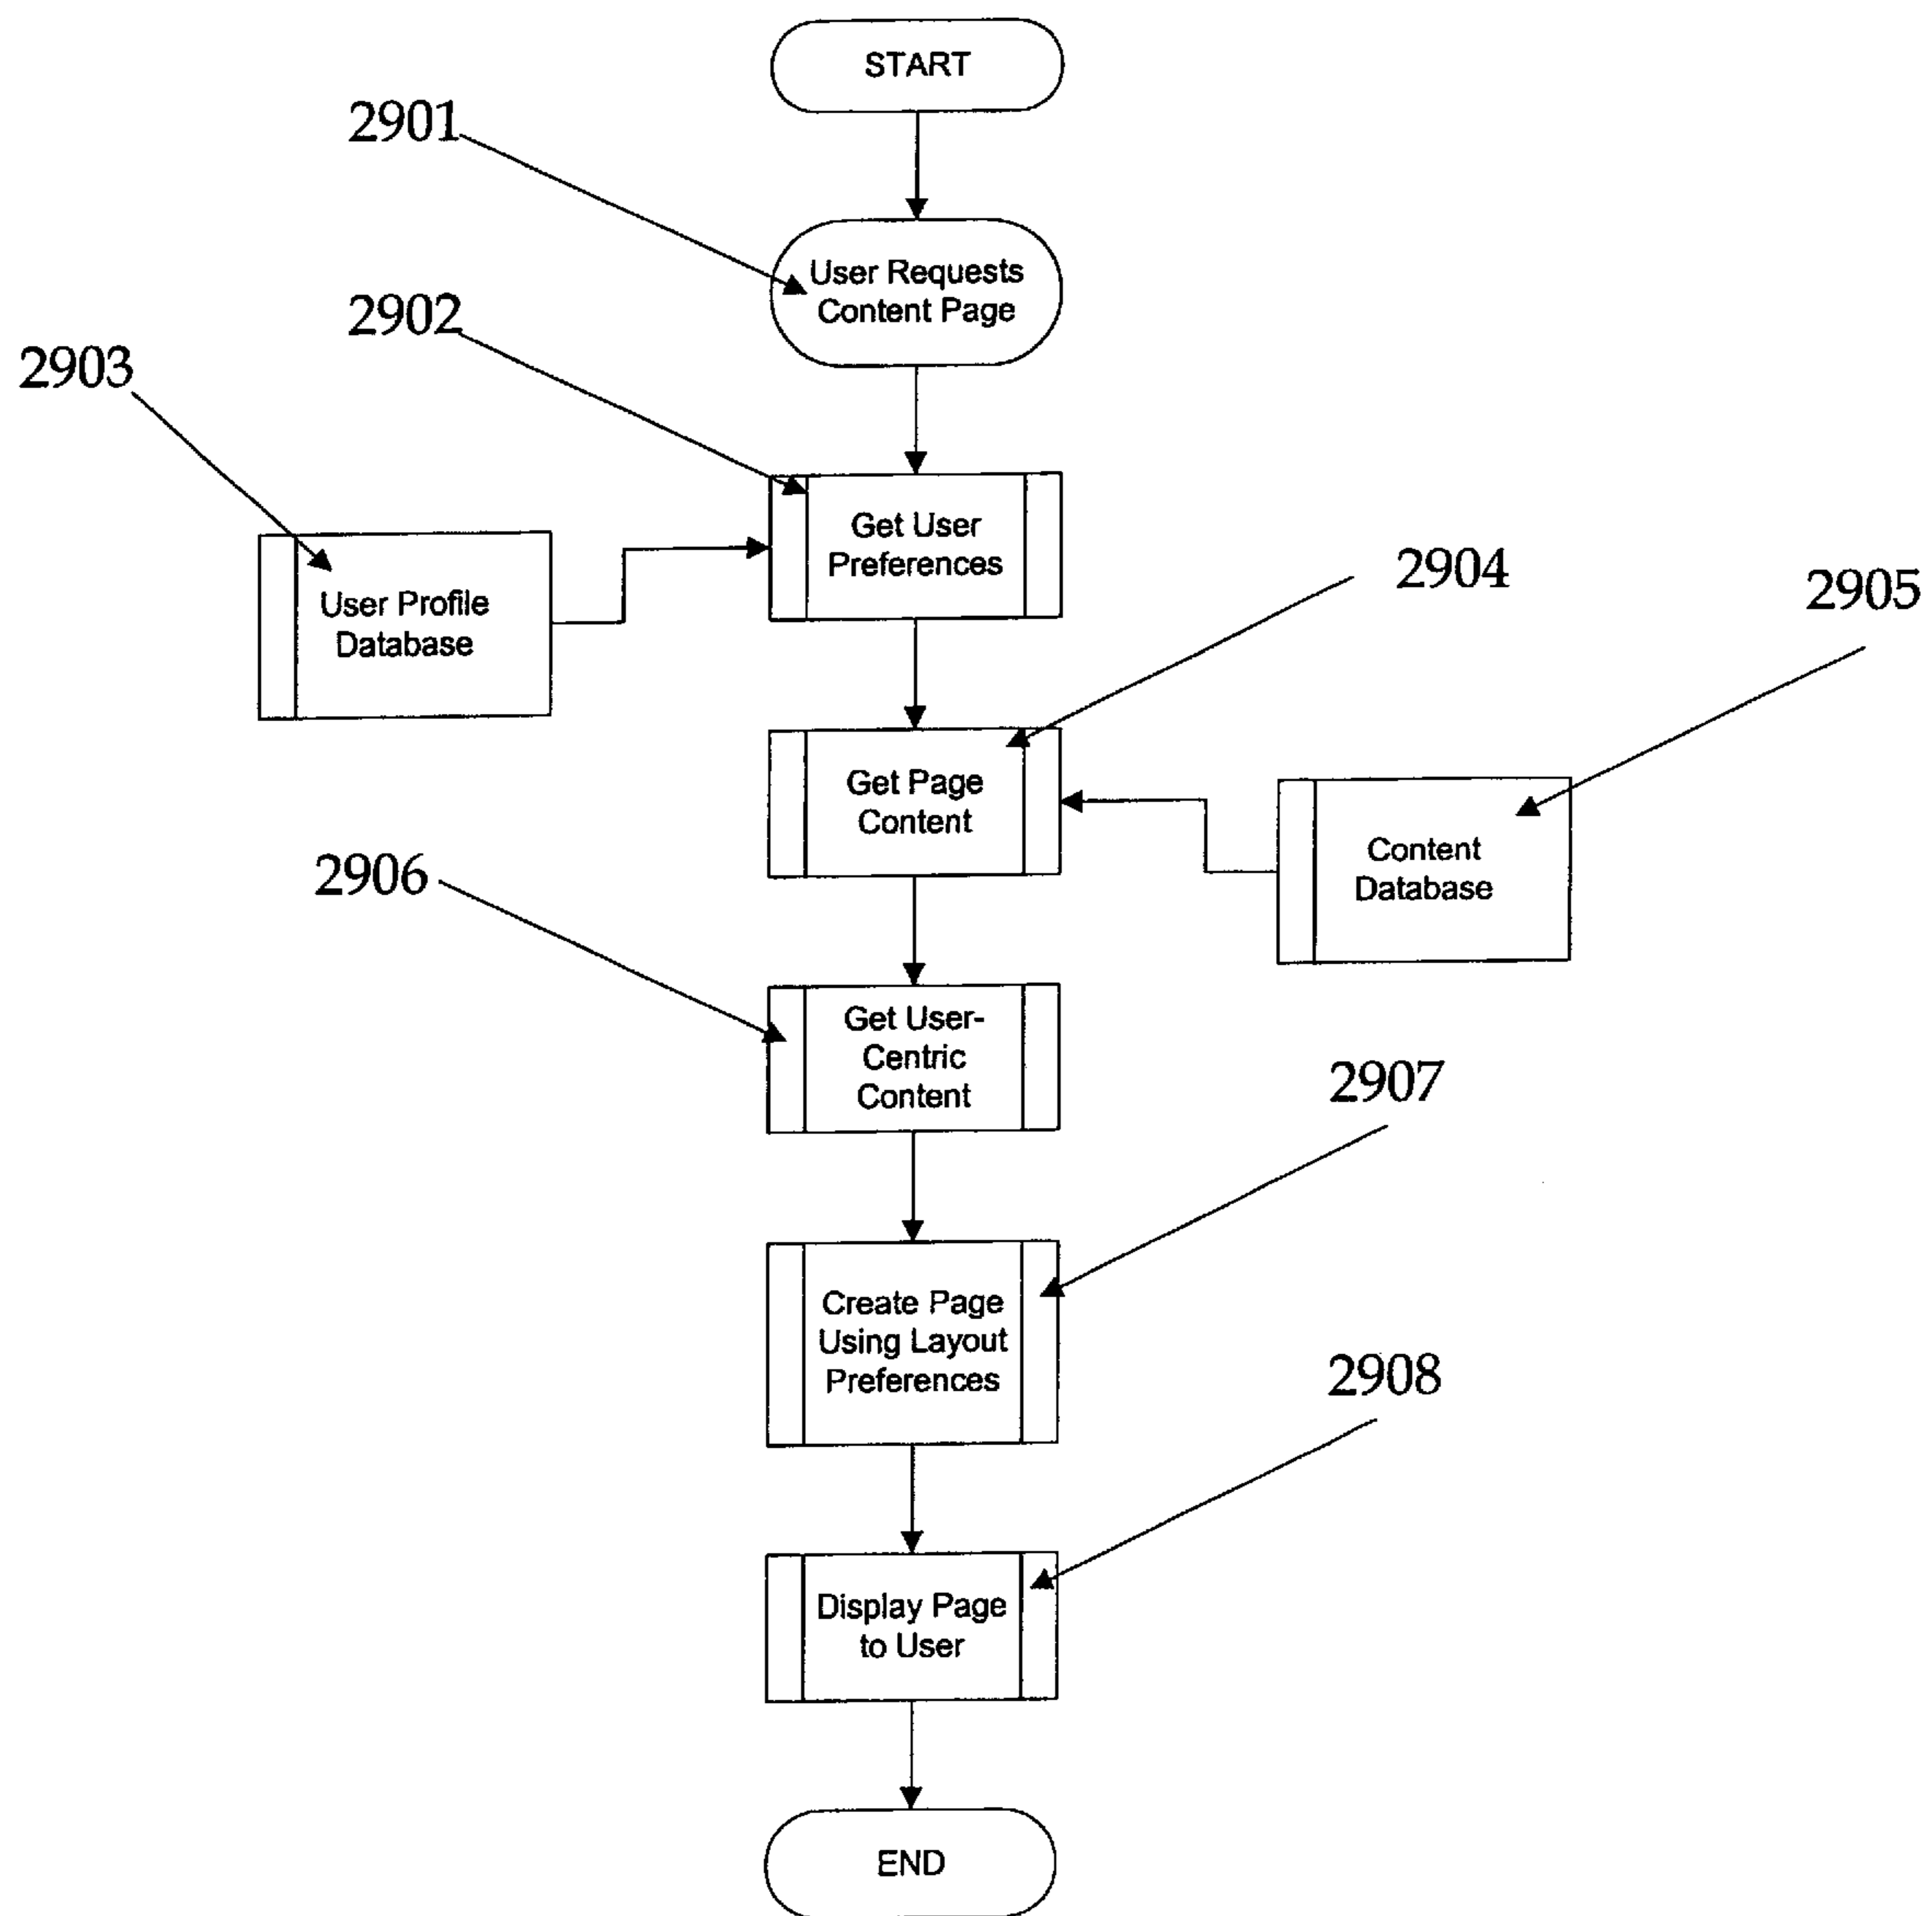 START
2901
User Requests
Content Page
2902
2903
Get User
Preferences
User Profile
Database
2904
2905
Get Page
Content
Content
Database
2906
Get User-
Centric
Content
2907
Create Page
Using Layout
Preferences
2908
Display Page
to User
END